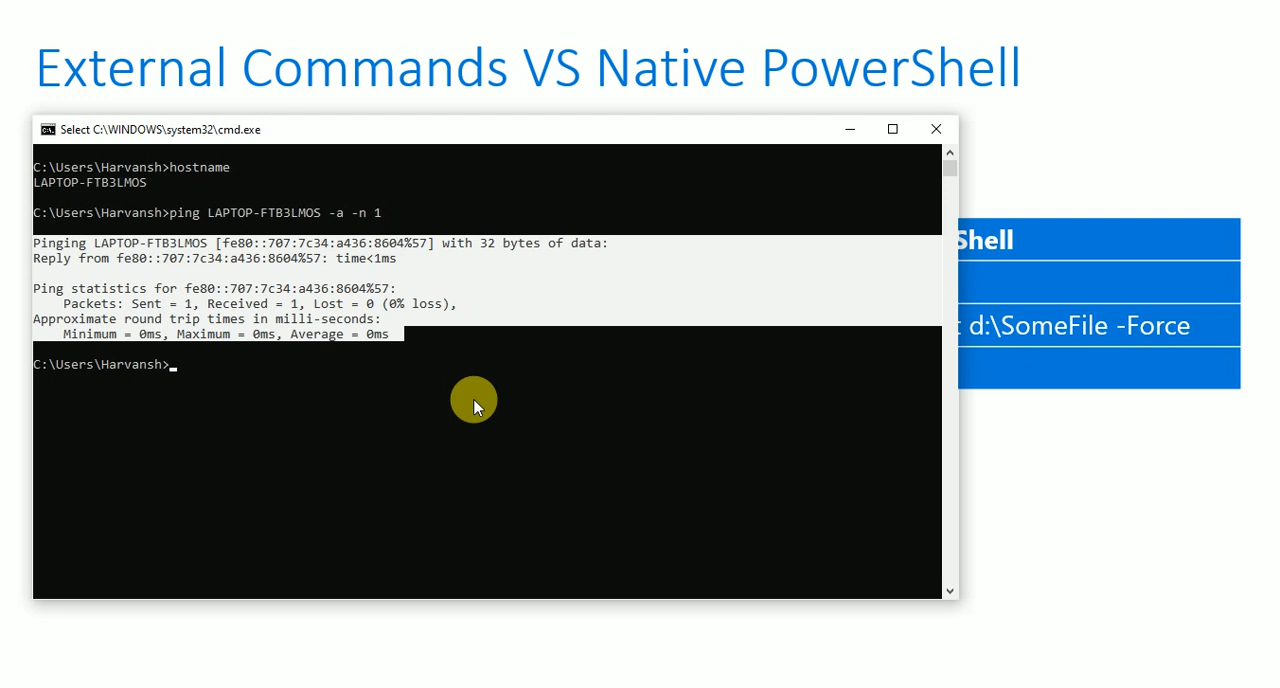 External Commands VS Native PowerShell
Select C:\WINDOWS\system32\cmd.exe
C:\Users\Harvansh>hostname
LAPTOP-FTB3LMOS
C:\Users\Harvansh>ping LAPTOP-FTB3LMOS -a -n 1
Pinging LAPTOP-FTB3LMOS [fe80::707:7c34:a436:8604%57] with 32 bytes of data:
Reply from fe80::707:7c34:a436:8604%57: time<1ms
Ping statistics for fe80::707:7c34:a436:8604%57:
Packets: Sent = 1, Received = 1, Lost = 0 (0% loss),
Approximate round trip times in milli-seconds:
Minimum = 0ms, Maximum = 0ms, Average = 0ms
C:\Users\Harvansh>
Shell
d:\SomeFile -Force